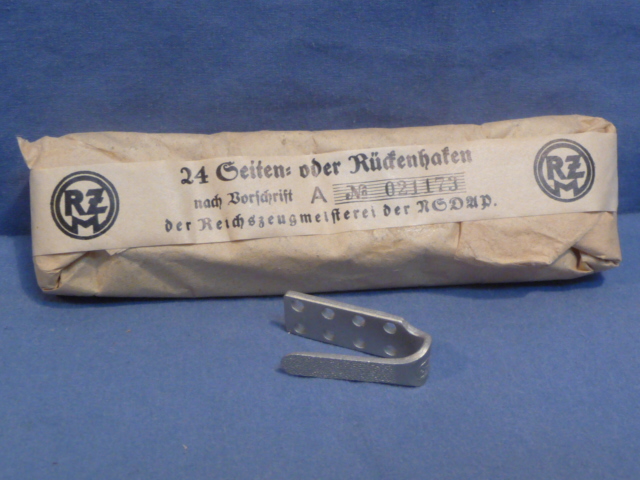 RZM
24 Seiten= oder Rückenhaken
nach Vorschrift A № 021173
der Reichszeugmeisterei der NSDAP.
RZM